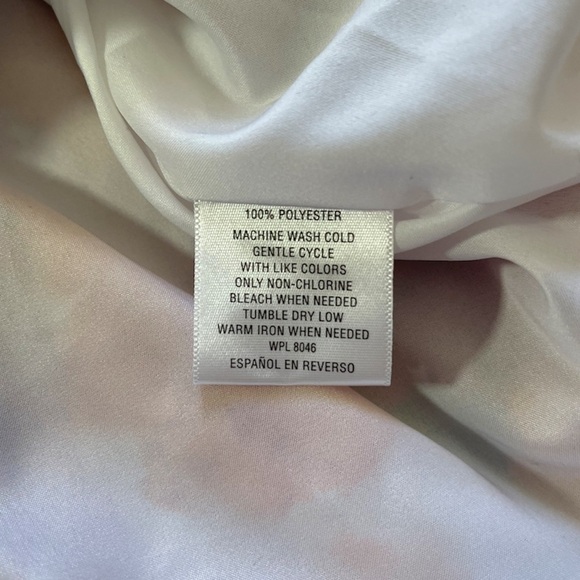 100% POLYESTER
MACHINE WASH COLD
GENTLE CYCLE
WITH LIKE COLORS
ONLY NON-CHLORINE
BLEACH WHEN NEEDED
TUMBLE DRY LOW
WARM IRON WHEN NEEDED
WPL 8046
ESPAÑOL EN REVERSO